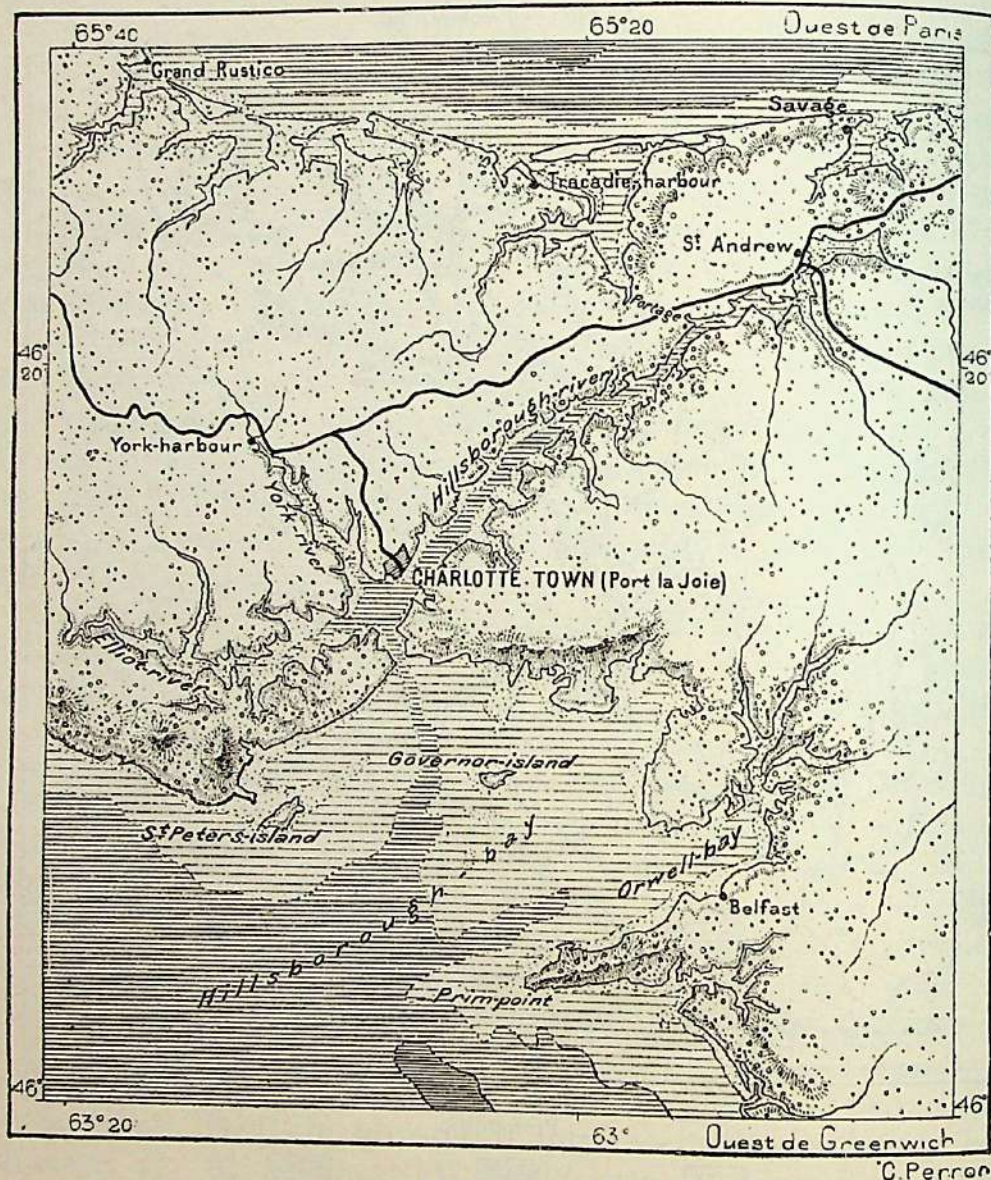 65°40
65°20
Ouest de Paris
Grand Rustico
Savage
Tracadie-harbour
St Andrew
Portage
46°
20'
46°
20'
Hillsborough-river
York-harbour
York river
CHARLOTTE-TOWN (Port la Joie)
Elliot river
Governor-island
St Peters-island
Hillsborough bay
Orwell-bay
Belfast
Prim-point
46°
46°
63°20
63°
Ouest de Greenwich
C. Perron